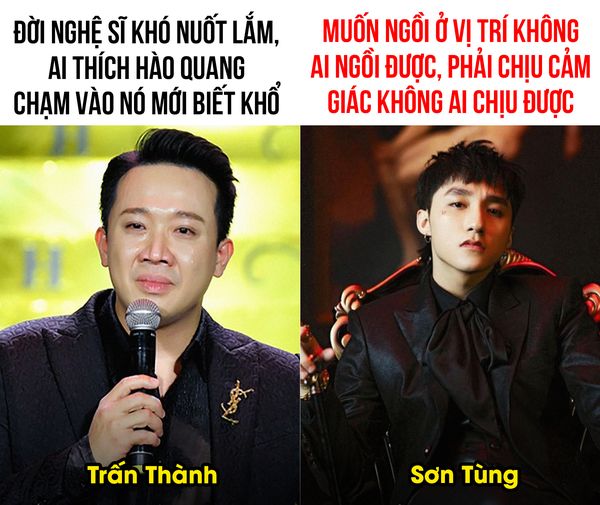 ĐỜI NGHỆ SĨ KHÓ NUỐT LẮM,
AI THÍCH HÀO QUANG
CHẠM VÀO NÓ MỚI BIẾT KHỔ
MUỐN NGỒI Ở VỊ TRÍ KHÔNG
AI NGỒI ĐƯỢC, PHẢI CHỊU CẢM
GIÁC KHÔNG AI CHỊU ĐƯỢC
Trấn Thành
Sơn Tùng